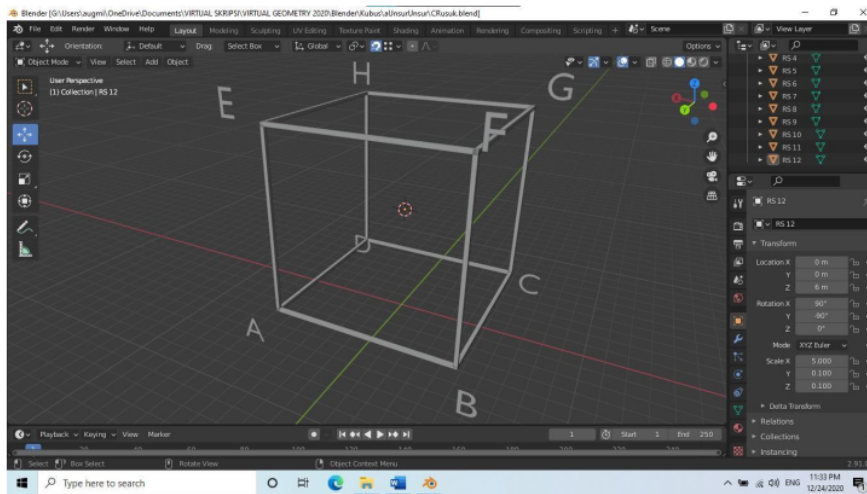 Blender [G:\Users\augmi\OneDrive\Documents\VIRTUAL SKRIPSI\VIRTUAL GEOMETRY 2020\Blender\Kubus\aUnsurUnsur\CRusuk.blend]
File Edit Render Window Help Layout Modeling Sculpting UV Editing Texture Paint Shading Animation Rendering Compositing Scripting + Scene View Layer
Orientation: Default Drag: Select Box Global Options
Object Mode View Select Add Object
User Perspective
(1) Collection | RS 12
RS 4
RS 5
RS 6
RS 7
RS 8
RS 9
RS 10
RS 11
RS 12
H
G
E
F
D
C
A
B
X
Y
Z
RS 12
RS 12
Transform
Location X 0 m
Y 0 m
Z 6 m
Rotation X 90°
Y -90°
Z 0°
Mode XYZ Euler
Scale X 5.000
Y 0.100
Z 0.100
Delta Transform
Relations
Collections
Instancing
Playback Keying View Marker 1 Start 1 End 250
Select Box Select Rotate View Object Context Menu 2.91.0
Type here to search
ENG
11:33 PM
12/24/2020